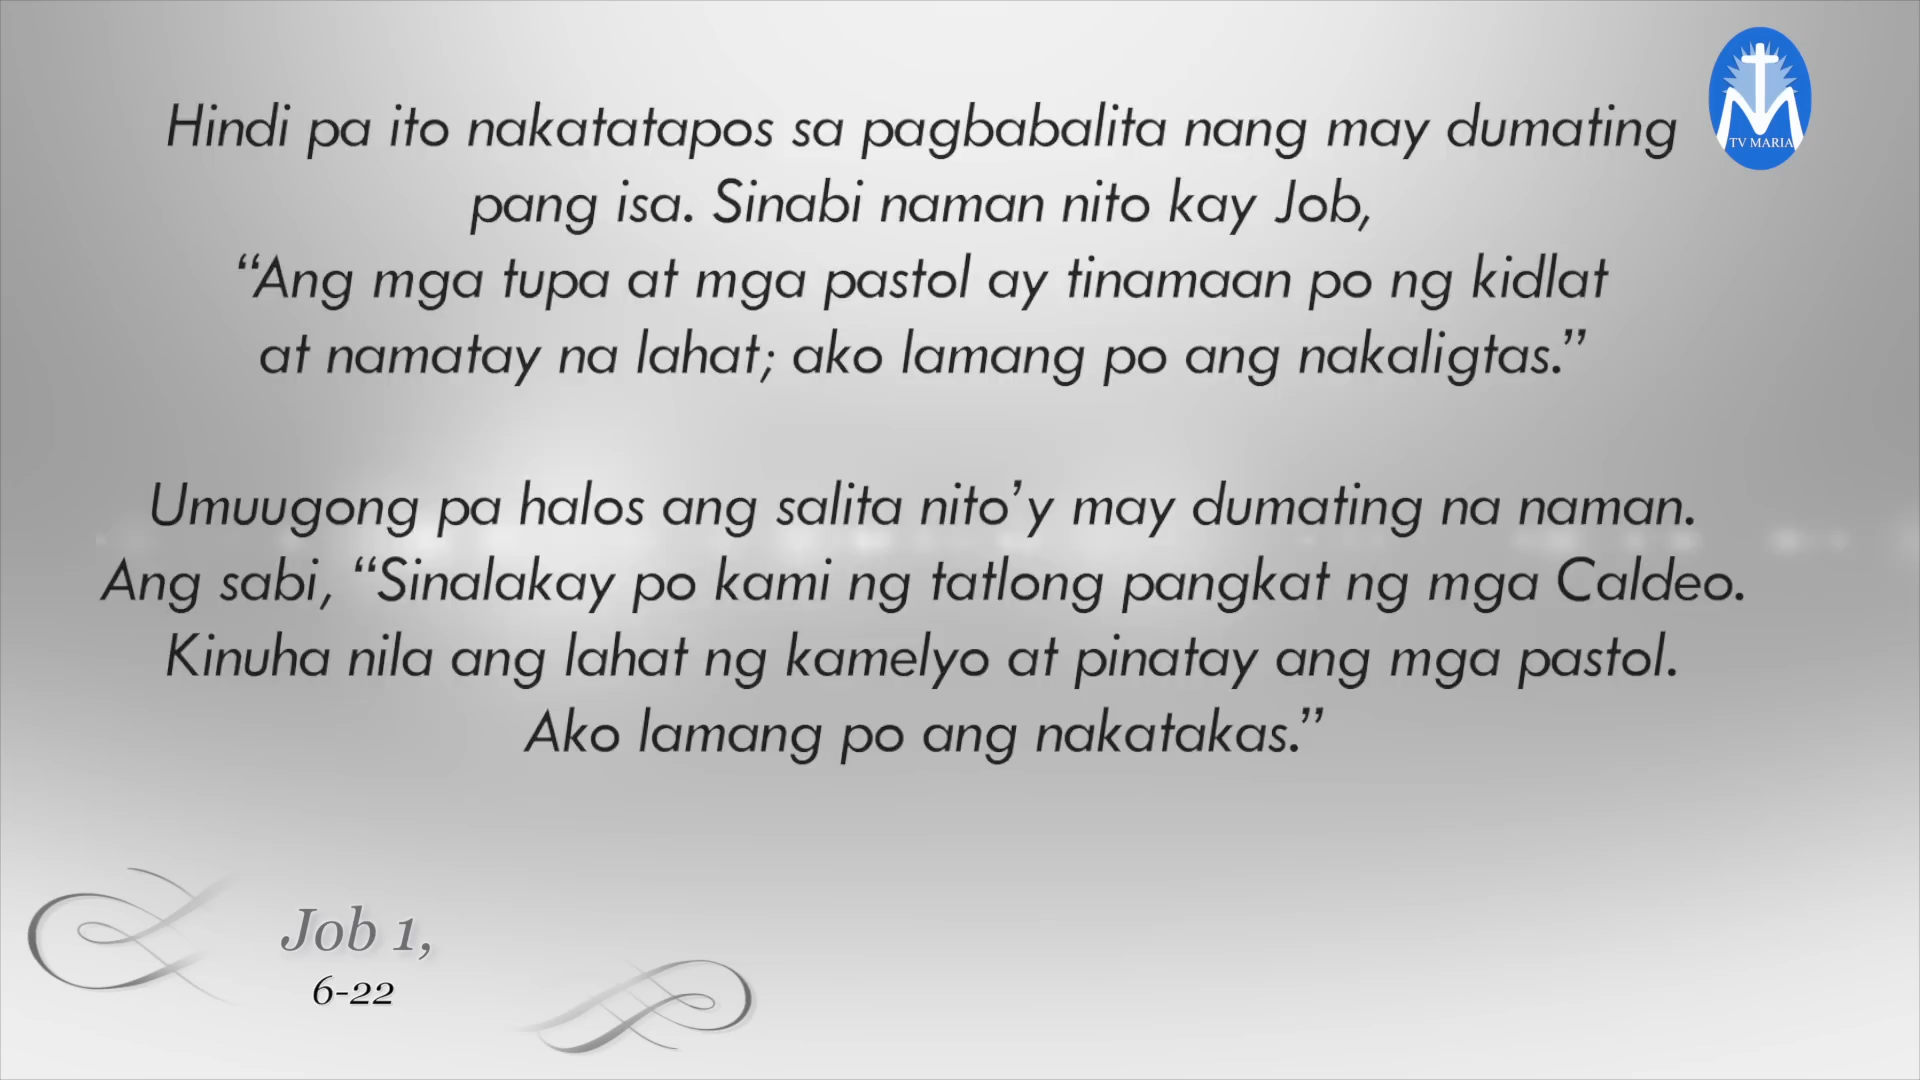 Hindi pa ito nakatatapos sa pagbabalita nang may dumating
pang isa. Sinabi naman nito kay Job,
“Ang mga tupa at mga pastol ay tinamaan po ng kidlat
at namatay na lahat; ako lamang po ang nakaligtas.”
Umuugong pa halos ang salita nito’y may dumating na naman.
Ang sabi, “Sinalakay po kami ng tatlong pangkat ng mga Caldeo.
Kinuha nila ang lahat ng kamelyo at pinatay ang mga pastol.
Ako lamang po ang nakatakas.”
Job 1,
6-22
TV MARIA